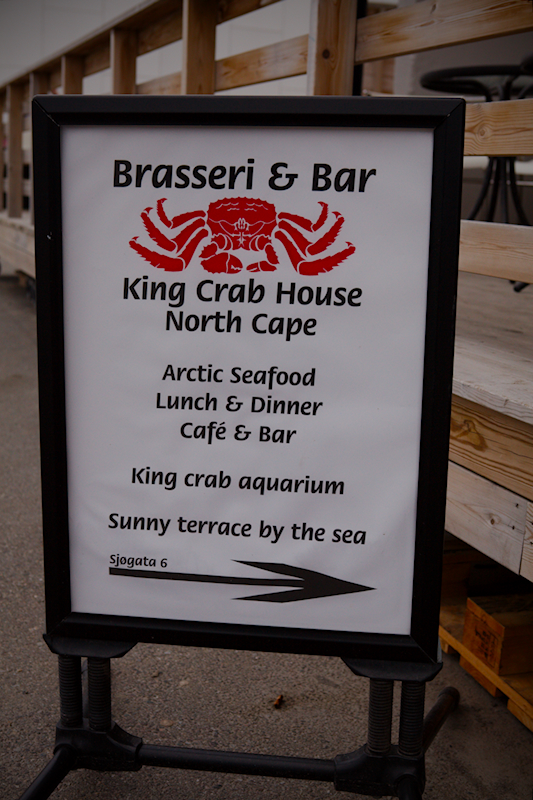 Brasseri & Bar
King Crab House
North Cape
Arctic Seafood
Lunch & Dinner
Café & Bar
King crab aquarium
Sunny terrace by the sea
Sjøgata 6